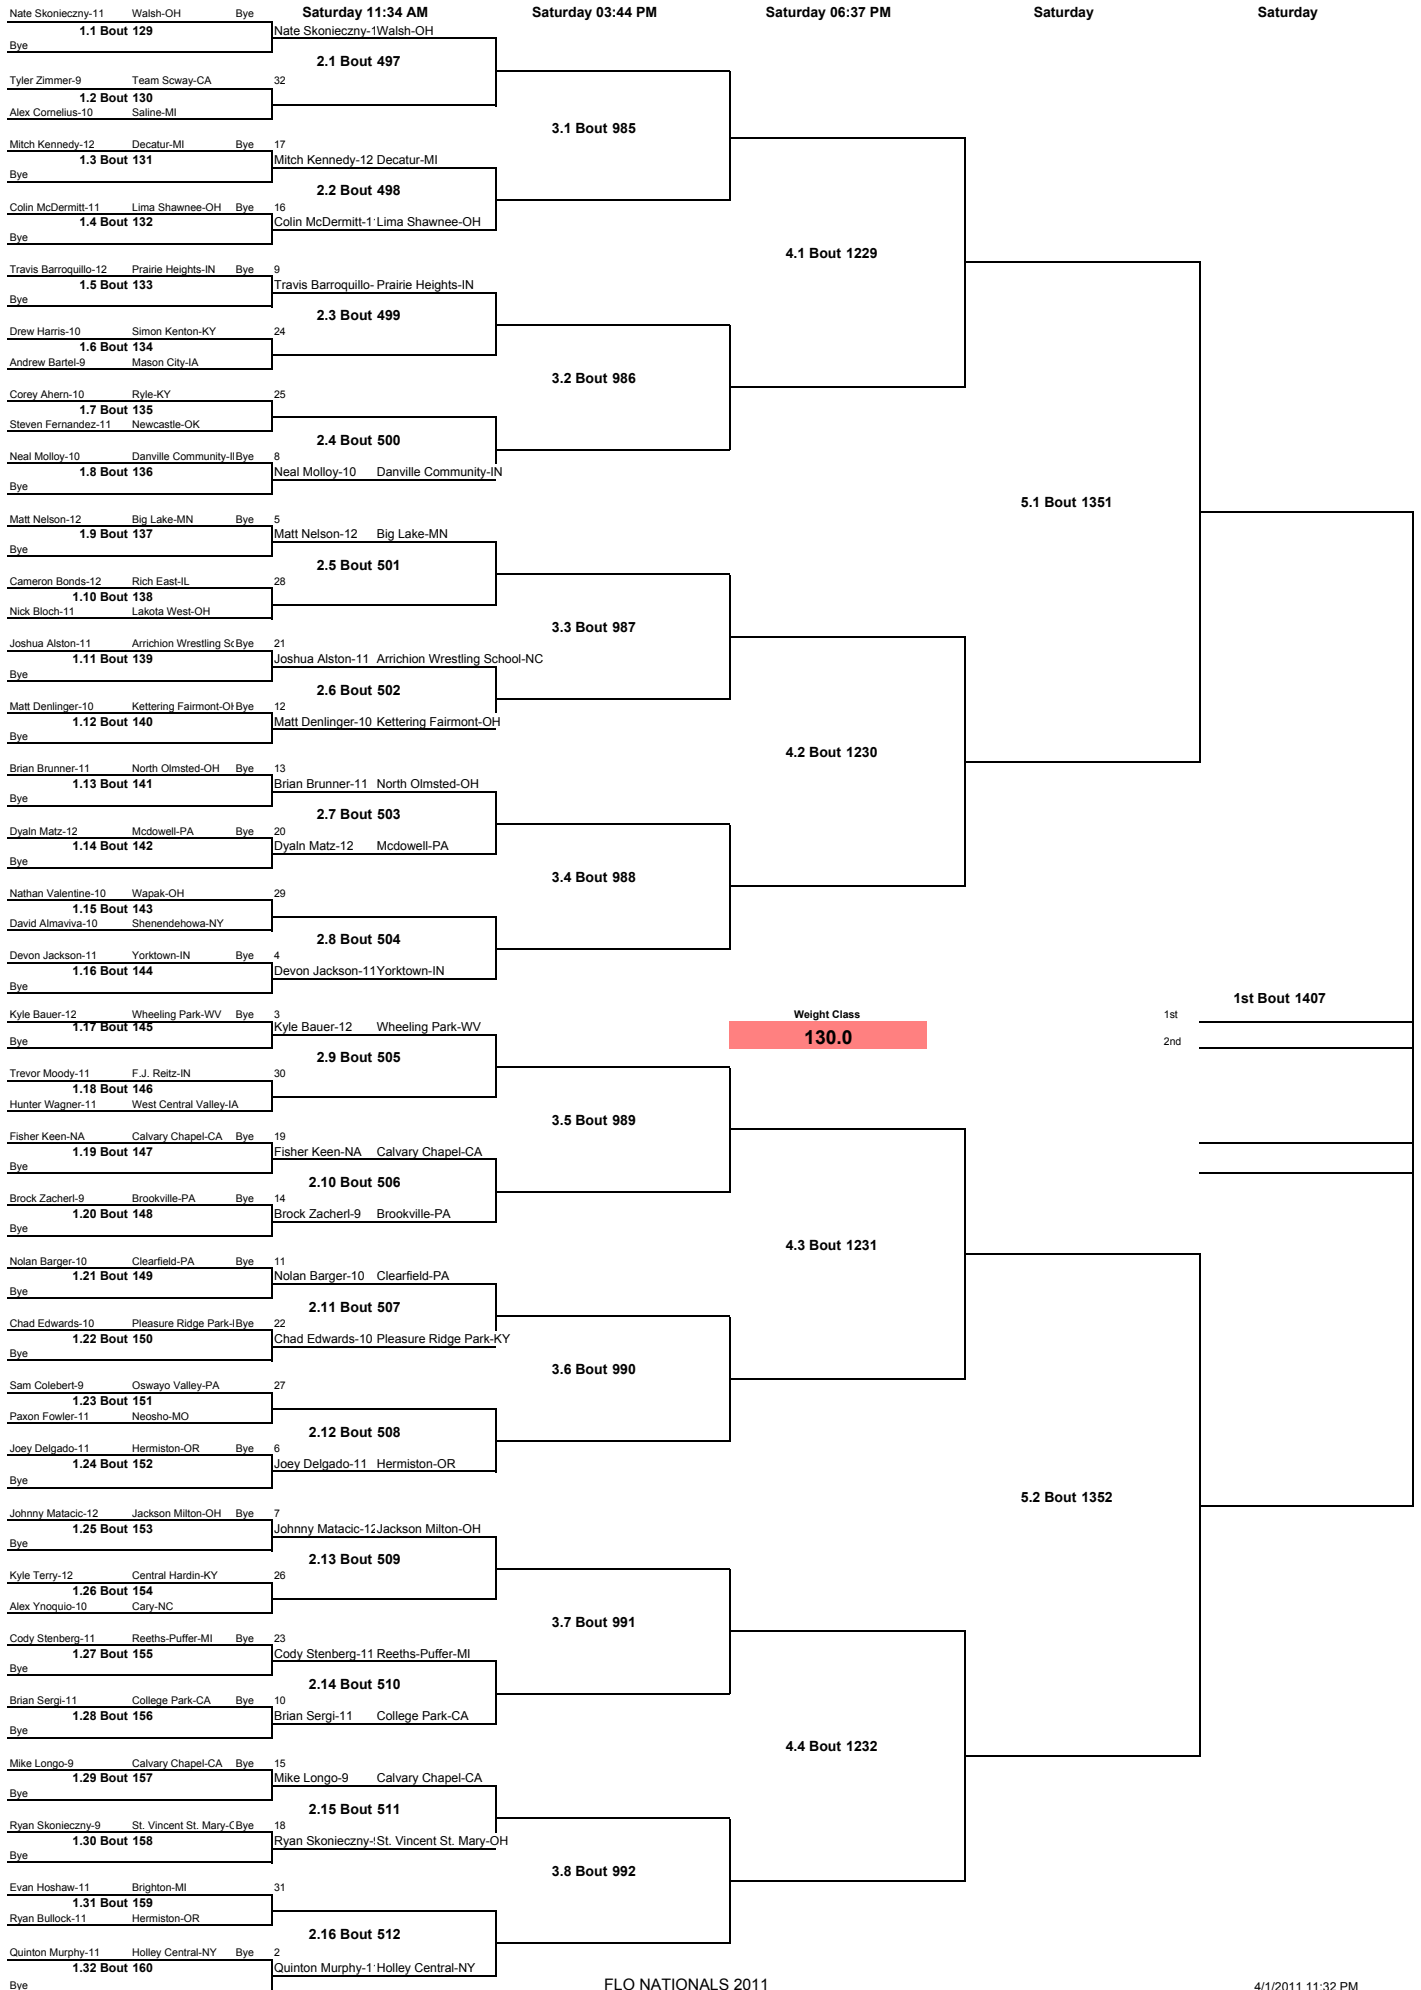 Nate Skonieczny-11 Walsh-OH Bye Saturday 11:34 AM Saturday 03:44 PM Saturday 06:37 PM Saturday Saturday
1.1 Bout 129 Nate Skonieczny-1 Walsh-OH
Bye
2.1 Bout 497
Tyler Zimmer-9 Team Scway-CA 32
1.2 Bout 130
Alex Cornelius-10 Saline-MI
3.1 Bout 985
Mitch Kennedy-12 Decatur-MI Bye 17
1.3 Bout 131 Mitch Kennedy-12 Decatur-MI
Bye
2.2 Bout 498
Colin McDermitt-11 Lima Shawnee-OH Bye 16
1.4 Bout 132 Colin McDermitt-1 Lima Shawnee-OH
Bye
4.1 Bout 1229
Travis Barroquillo-12 Prairie Heights-IN Bye 9
1.5 Bout 133 Travis Barroquillo- Prairie Heights-IN
Bye
2.3 Bout 499
Drew Harris-10 Simon Kenton-KY 24
1.6 Bout 134
Andrew Bartel-9 Mason City-IA
3.2 Bout 986
Corey Ahern-10 Ryle-KY 25
1.7 Bout 135
Steven Fernandez-11 Newcastle-OK
2.4 Bout 500
Neal Molloy-10 Danville Community-I Bye 8
1.8 Bout 136 Neal Molloy-10 Danville Community-IN
Bye
5.1 Bout 1351
Matt Nelson-12 Big Lake-MN Bye 5
1.9 Bout 137 Matt Nelson-12 Big Lake-MN
Bye
2.5 Bout 501
Cameron Bonds-12 Rich East-IL 28
1.10 Bout 138
Nick Bloch-11 Lakota West-OH
3.3 Bout 987
Joshua Alston-11 Arrichion Wrestling Sc Bye 21
1.11 Bout 139 Joshua Alston-11 Arrichion Wrestling School-NC
Bye
2.6 Bout 502
Matt Denlinger-10 Kettering Fairmont-OH Bye 12
1.12 Bout 140 Matt Denlinger-10 Kettering Fairmont-OH
Bye
4.2 Bout 1230
Brian Brunner-11 North Olmsted-OH Bye 13
1.13 Bout 141 Brian Brunner-11 North Olmsted-OH
Bye
2.7 Bout 503
Dyaln Matz-12 Mcdowell-PA Bye 20
1.14 Bout 142 Dyaln Matz-12 Mcdowell-PA
Bye
3.4 Bout 988
Nathan Valentine-10 Wapak-OH 29
1.15 Bout 143
David Almaviva-10 Shenendehowa-NY
2.8 Bout 504
Devon Jackson-11 Yorktown-IN Bye 4
1.16 Bout 144 Devon Jackson-11 Yorktown-IN
Bye
1st Bout 1407
Kyle Bauer-12 Wheeling Park-WV Bye 3 Weight Class 1st
1.17 Bout 145 Kyle Bauer-12 Wheeling Park-WV
Bye 130.0 2nd
2.9 Bout 505
Trevor Moody-11 F.J. Reitz-IN 30
1.18 Bout 146
Hunter Wagner-11 West Central Valley-IA
3.5 Bout 989
Fisher Keen-NA Calvary Chapel-CA Bye 19
1.19 Bout 147 Fisher Keen-NA Calvary Chapel-CA
Bye
2.10 Bout 506
Brock Zacherl-9 Brookville-PA Bye 14
1.20 Bout 148 Brock Zacherl-9 Brookville-PA
Bye
4.3 Bout 1231
Nolan Barger-10 Clearfield-PA Bye 11
1.21 Bout 149 Nolan Barger-10 Clearfield-PA
Bye
2.11 Bout 507
Chad Edwards-10 Pleasure Ridge Park- Bye 22
1.22 Bout 150 Chad Edwards-10 Pleasure Ridge Park-KY
Bye
3.6 Bout 990
Sam Colebert-9 Oswayo Valley-PA 27
1.23 Bout 151
Paxon Fowler-11 Neosho-MO
2.12 Bout 508
Joey Delgado-11 Hermiston-OR Bye 6
1.24 Bout 152 Joey Delgado-11 Hermiston-OR
Bye
5.2 Bout 1352
Johnny Matacic-12 Jackson Milton-OH Bye 7
1.25 Bout 153 Johnny Matacic-12 Jackson Milton-OH
Bye
2.13 Bout 509
Kyle Terry-12 Central Hardin-KY 26
1.26 Bout 154
Alex Ynoquio-10 Cary-NC
3.7 Bout 991
Cody Stenberg-11 Reeths-Puffer-MI Bye 23
1.27 Bout 155 Cody Stenberg-11 Reeths-Puffer-MI
Bye
2.14 Bout 510
Brian Sergi-11 College Park-CA Bye 10
1.28 Bout 156 Brian Sergi-11 College Park-CA
Bye
4.4 Bout 1232
Mike Longo-9 Calvary Chapel-CA Bye 15
1.29 Bout 157 Mike Longo-9 Calvary Chapel-CA
Bye
2.15 Bout 511
Ryan Skonieczny-9 St. Vincent St. Mary- Bye 18
1.30 Bout 158 Ryan Skonieczny- St. Vincent St. Mary-OH
Bye
3.8 Bout 992
Evan Hoshaw-11 Brighton-MI 31
1.31 Bout 159
Ryan Bullock-11 Hermiston-OR
2.16 Bout 512
Quinton Murphy-11 Holley Central-NY Bye 2
1.32 Bout 160 Quinton Murphy-1 Holley Central-NY
Bye FLO NATIONALS 2011 4/1/2011 11:32 PM